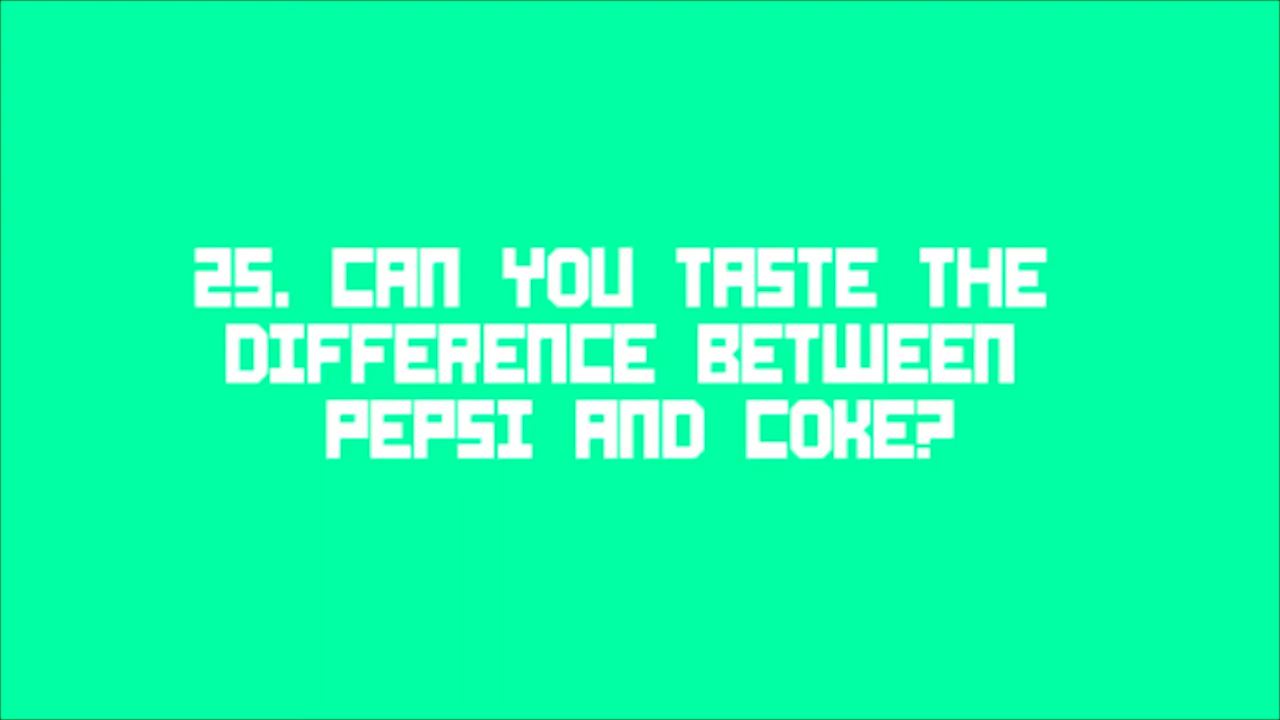 25. CAN YOU TASTE THE
DIFFERENCE BETWEEN
PEPSI AND COKE?